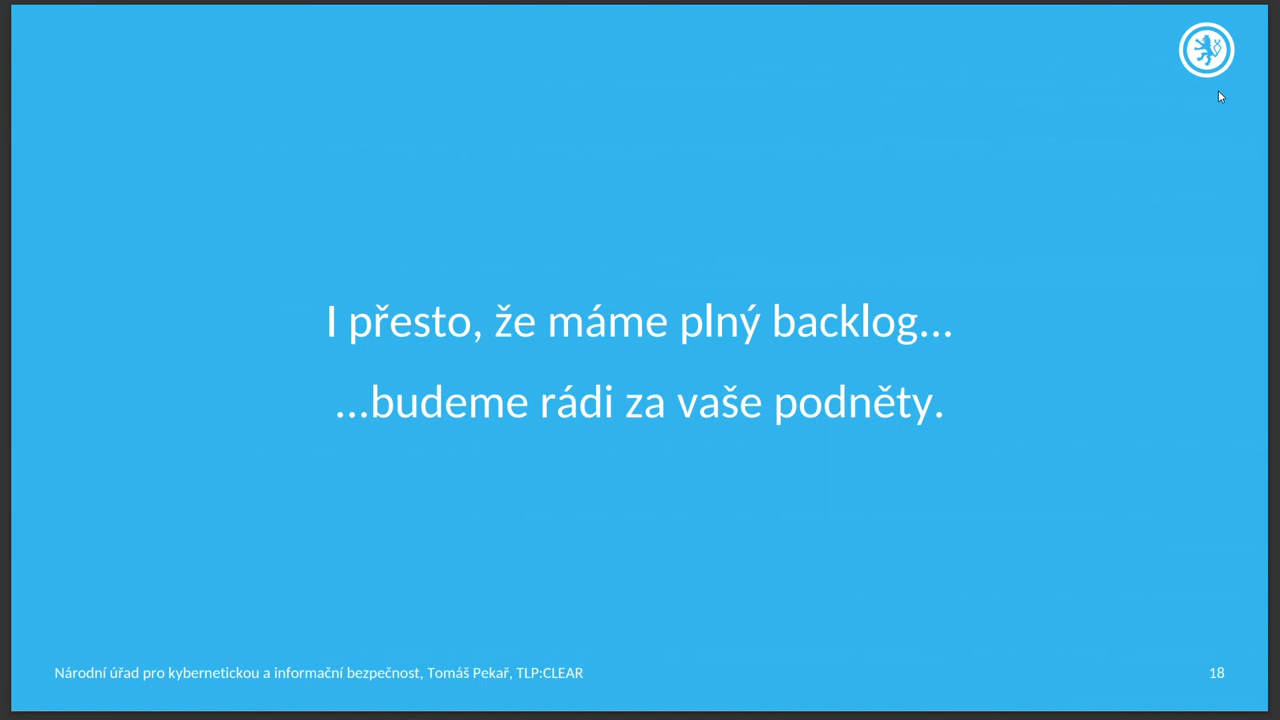 I přesto, že máme plný backlog...
...budeme rádi za vaše podněty.
Národní úřad pro kybernetickou a informační bezpečnost, Tomáš Pekař, TLP:CLEAR
18